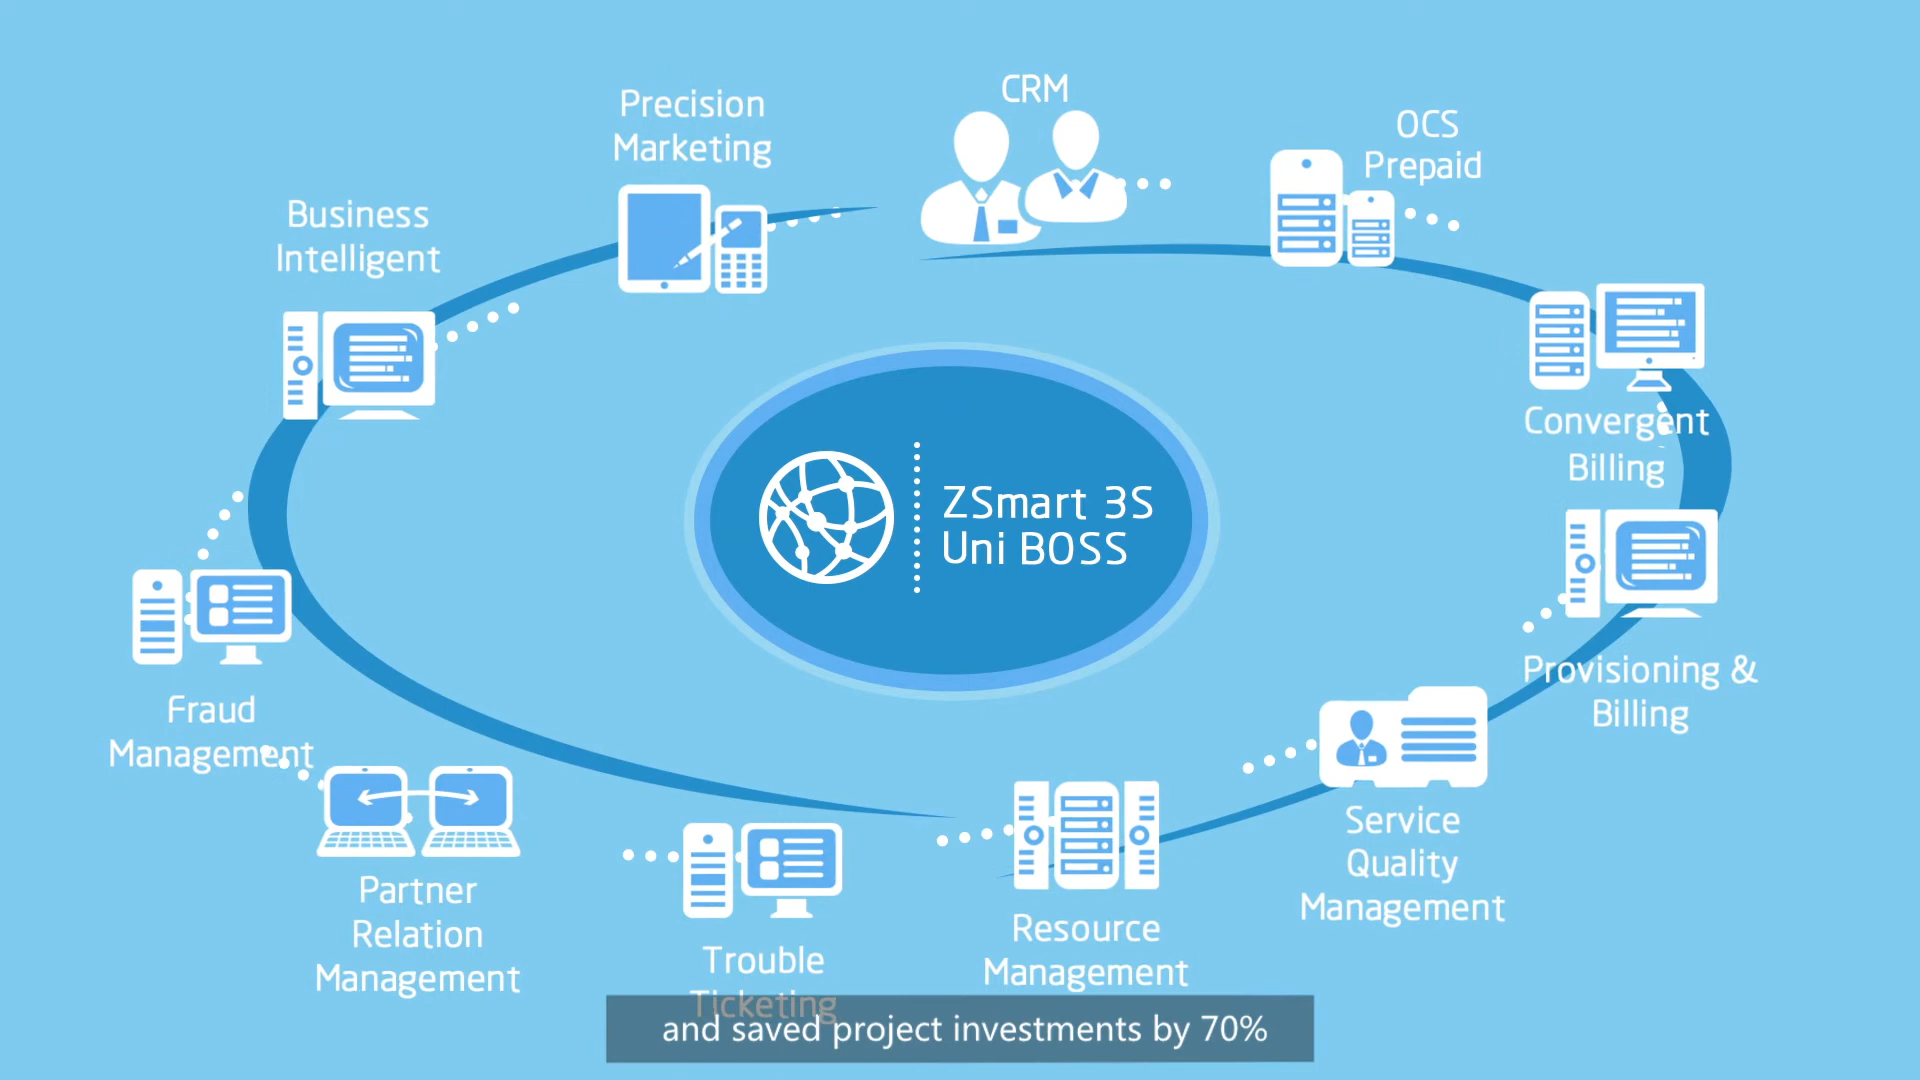 CRM
Precision
Marketing
OCS
Prepaid
Business
Intelligent
Convergent
Billing
ZSmart 3S
Uni BOSS
Provisioning &
Billing
Fraud
Management
Service
Quality
Management
Partner
Relation
Management
Resource
Management
Trouble
Ticketing
and saved project investments by 70%